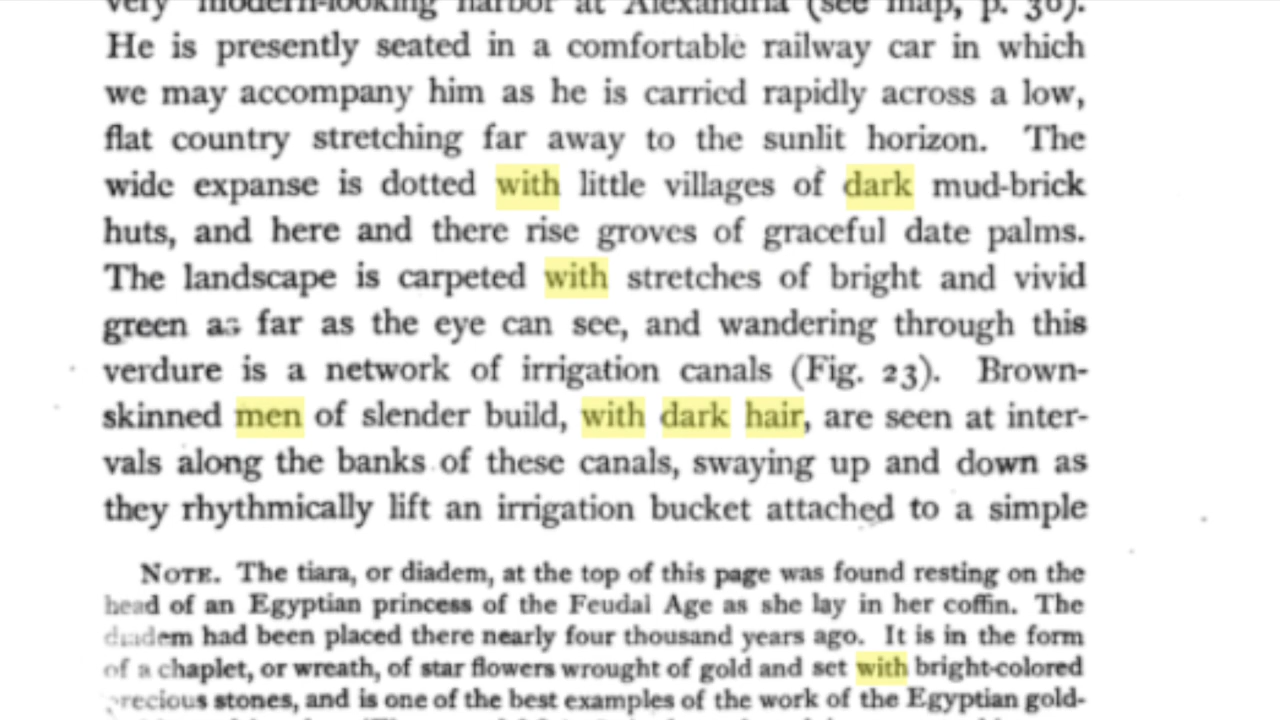 very modern-looking harbor at Alexandria (see map, p. 36).
He is presently seated in a comfortable railway car in which
we may accompany him as he is carried rapidly across a low,
flat country stretching far away to the sunlit horizon. The
wide expanse is dotted with little villages of dark mud-brick
huts, and here and there rise groves of graceful date palms.
The landscape is carpeted with stretches of bright and vivid
green as far as the eye can see, and wandering through this
verdure is a network of irrigation canals (Fig. 23). Brown-
skinned men of slender build, with dark hair, are seen at inter-
vals along the banks of these canals, swaying up and down as
they rhythmically lift an irrigation bucket attached to a simple
NOTE. The tiara, or diadem, at the top of this page was found resting on the
head of an Egyptian princess of the Feudal Age as she lay in her coffin. The
diadem had been placed there nearly four thousand years ago. It is in the form
of a chaplet, or wreath, of star flowers wrought of gold and set with bright-colored
precious stones, and is one of the best examples of the work of the Egyptian gold-